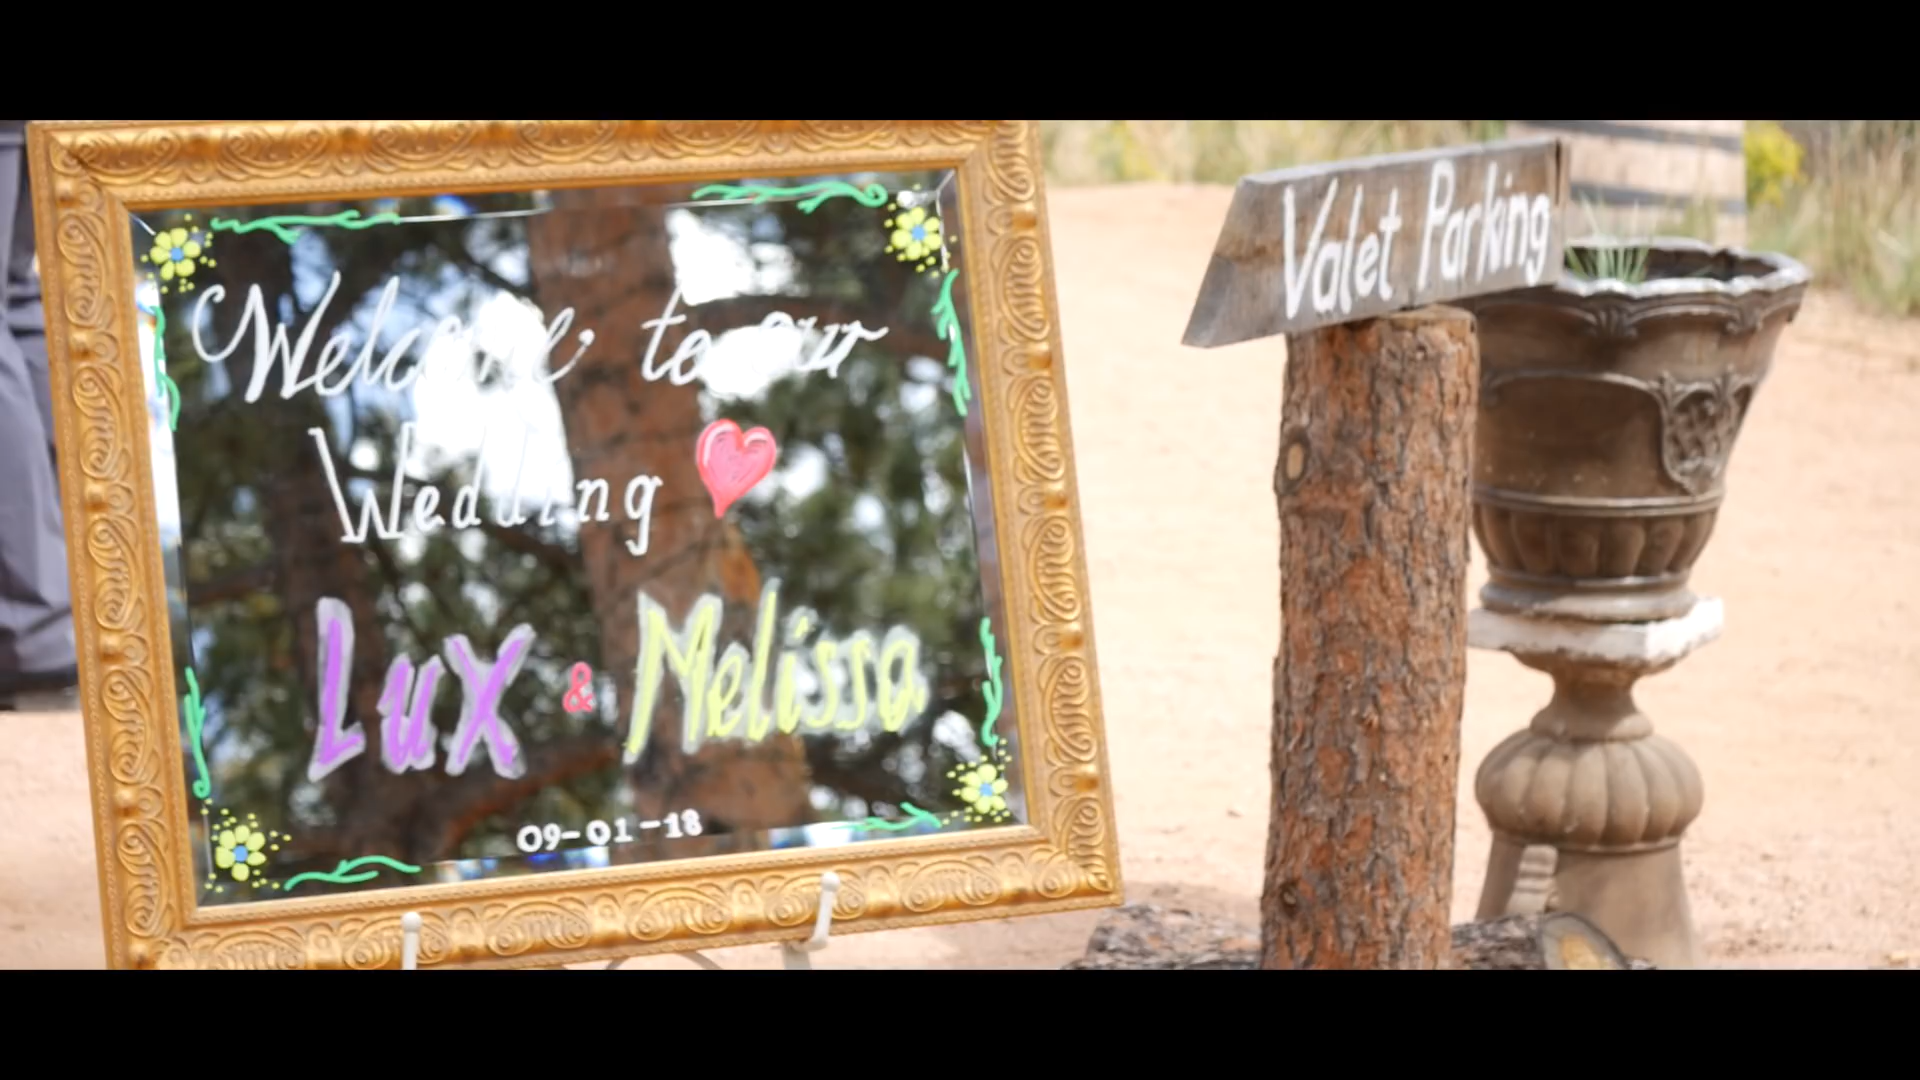 Welcome to our
Wedding
Lux & Melissa
09-01-18
Valet Parking